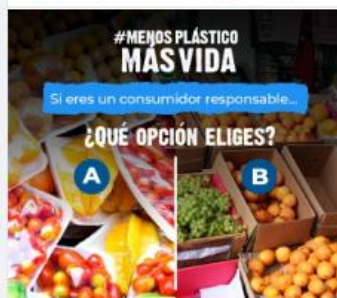 #MENOS PLÁSTICO
MÁS VIDA
Si eres un consumidor responsable...
¿QUÉ OPCIÓN ELIGES?
A
B